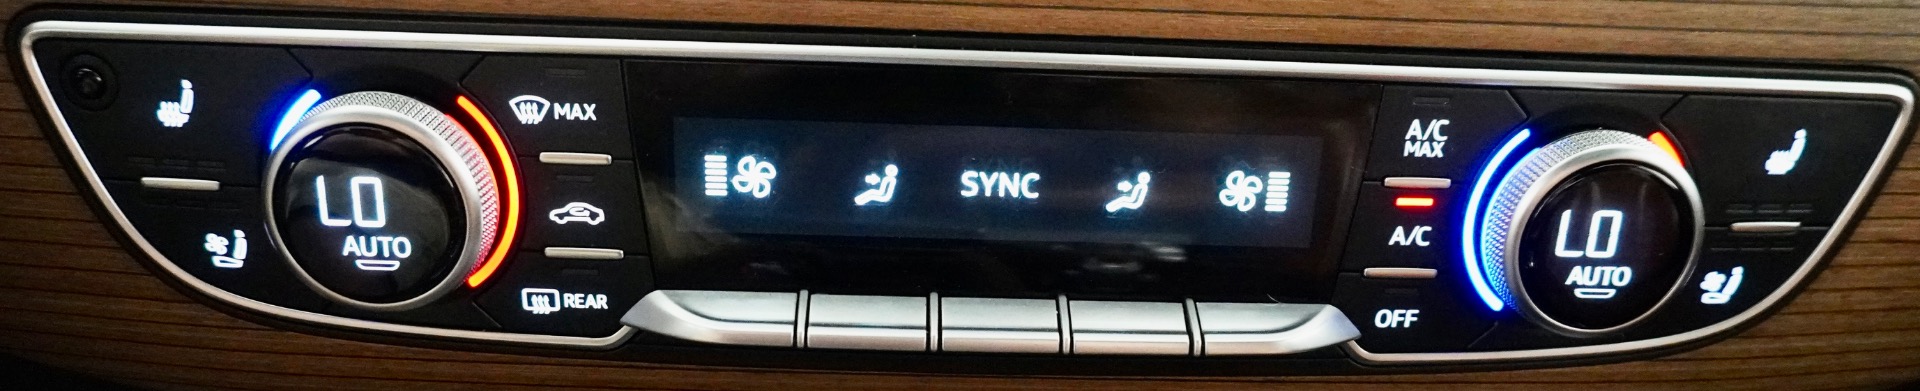 MAX
LO
AUTO
REAR
SYNC
A/C
MAX
A/C
OFF
LO
AUTO